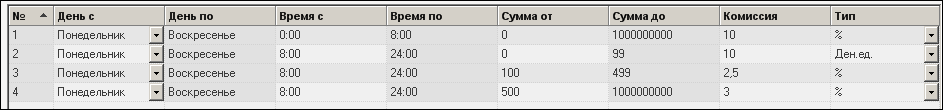 № День с День по Время с Время по Сумма от Сумма до Комиссия Тип
1 Понедельник Воскресенье 0:00 8:00 0 1000000000 10 %
2 Понедельник Воскресенье 8:00 24:00 0 99 10 Ден.ед.
3 Понедельник Воскресенье 8:00 24:00 100 499 2,5 %
4 Понедельник Воскресенье 8:00 24:00 500 1000000000 3 %